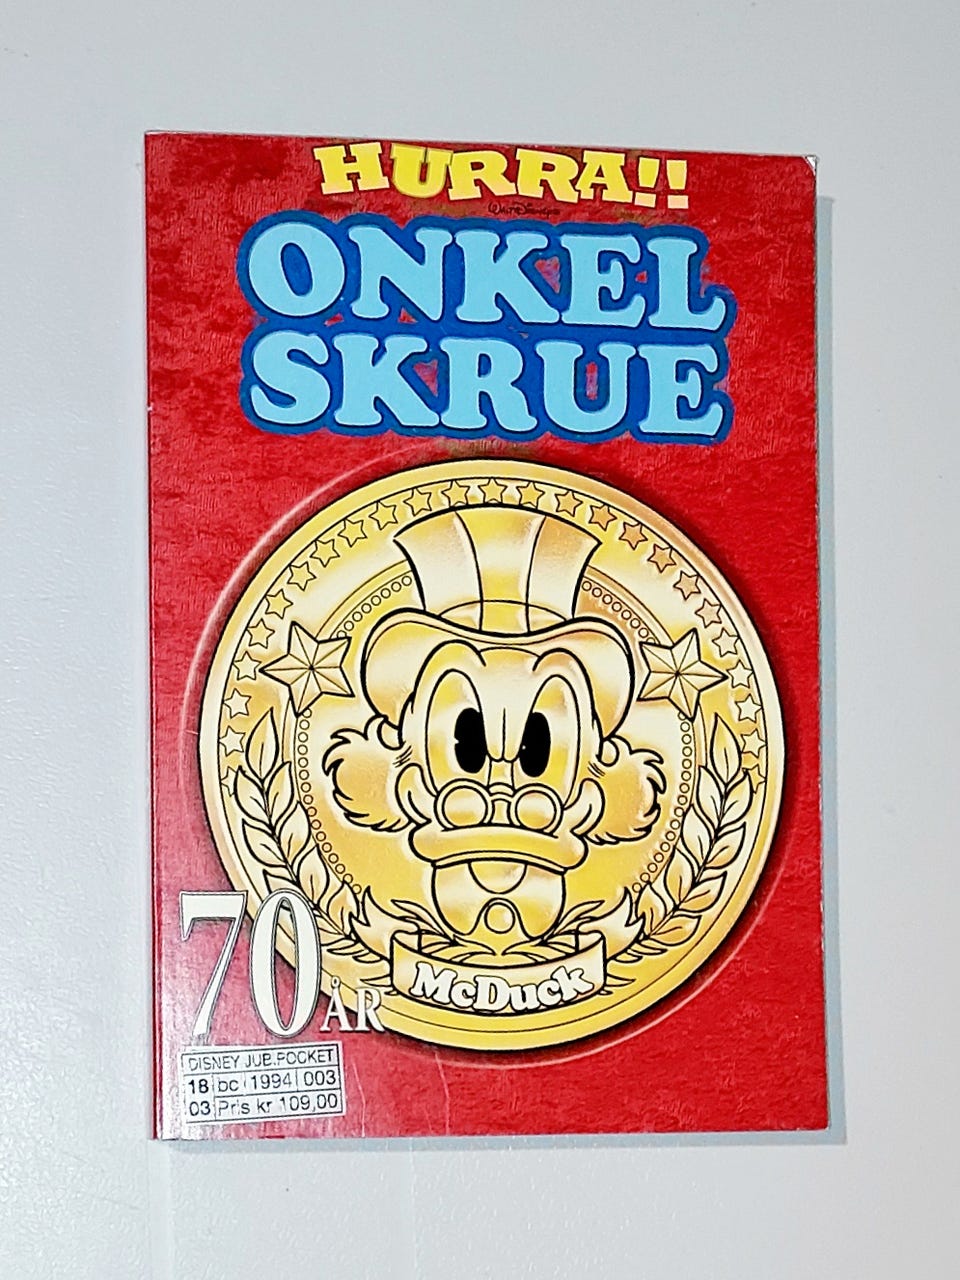 HURRA!!
Walt Disney's
ONKEL
SKRUE
McDuck
70 ÅR
DISNEY JUB.POCKET
18 bc 1994 003
03 Pris kr 109,00